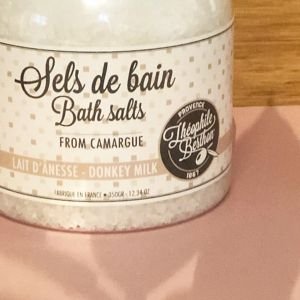 Sels de bain
Bath salts
FROM CAMARGUE
LAIT D'ANESSE - DONKEY MILK
FABRIQUÉ EN FRANCE • 350GR - 12.34 OZ
PROVENCE
Théophile
Berthon
1867